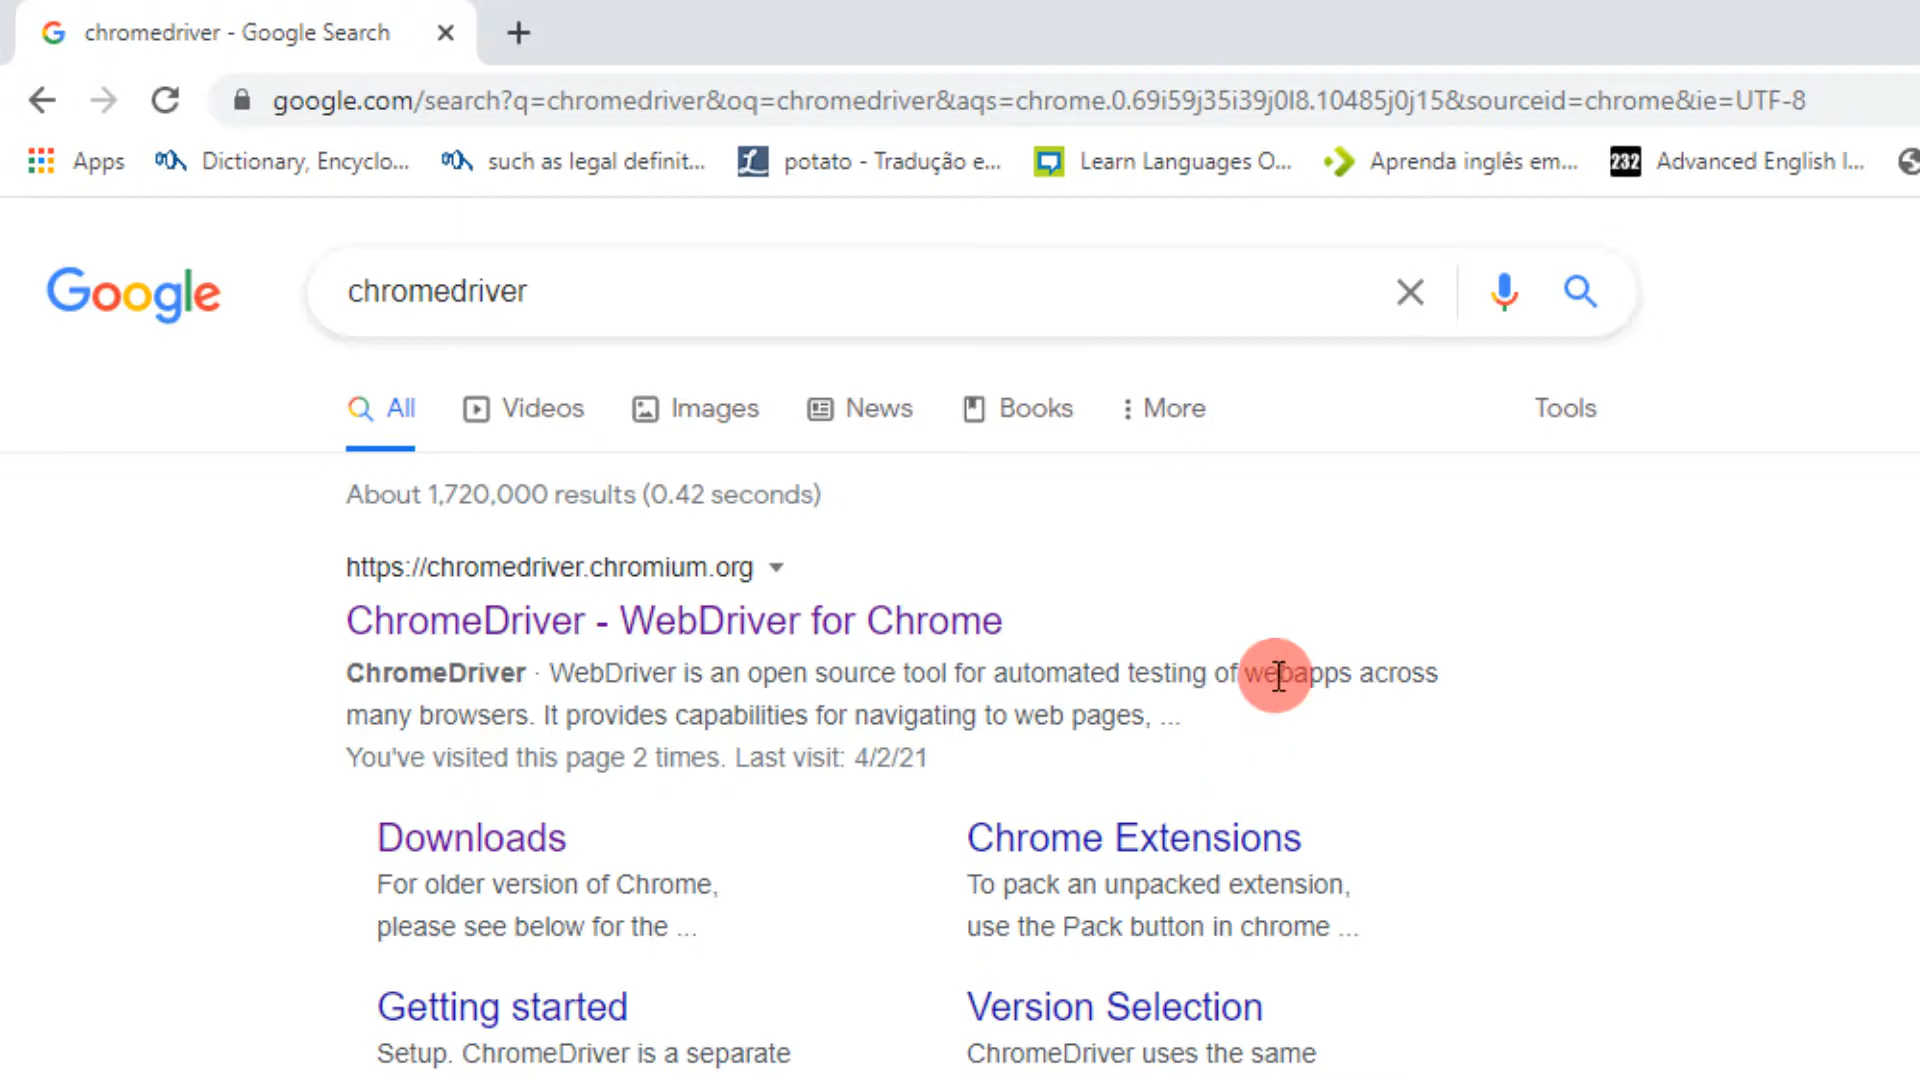 chromedriver - Google Search
google.com/search?q=chromedriver&oq=chromedriver&aqs=chrome.0.69i59j35i39j0l8.10485j0j15&sourceid=chrome&ie=UTF-8
Apps Dictionary, Encyclo... such as legal definit... potato - Tradução e... Learn Languages O... Aprenda inglês em... 232 Advanced English I...
Google chromedriver
All Videos Images News Books More Tools
About 1,720,000 results (0.42 seconds)
https://chromedriver.chromium.org
ChromeDriver - WebDriver for Chrome
ChromeDriver · WebDriver is an open source tool for automated testing of webapps across
many browsers. It provides capabilities for navigating to web pages, ...
You've visited this page 2 times. Last visit: 4/2/21
Downloads
For older version of Chrome,
please see below for the ...
Chrome Extensions
To pack an unpacked extension,
use the Pack button in chrome ...
Getting started
Setup. ChromeDriver is a separate
Version Selection
ChromeDriver uses the same